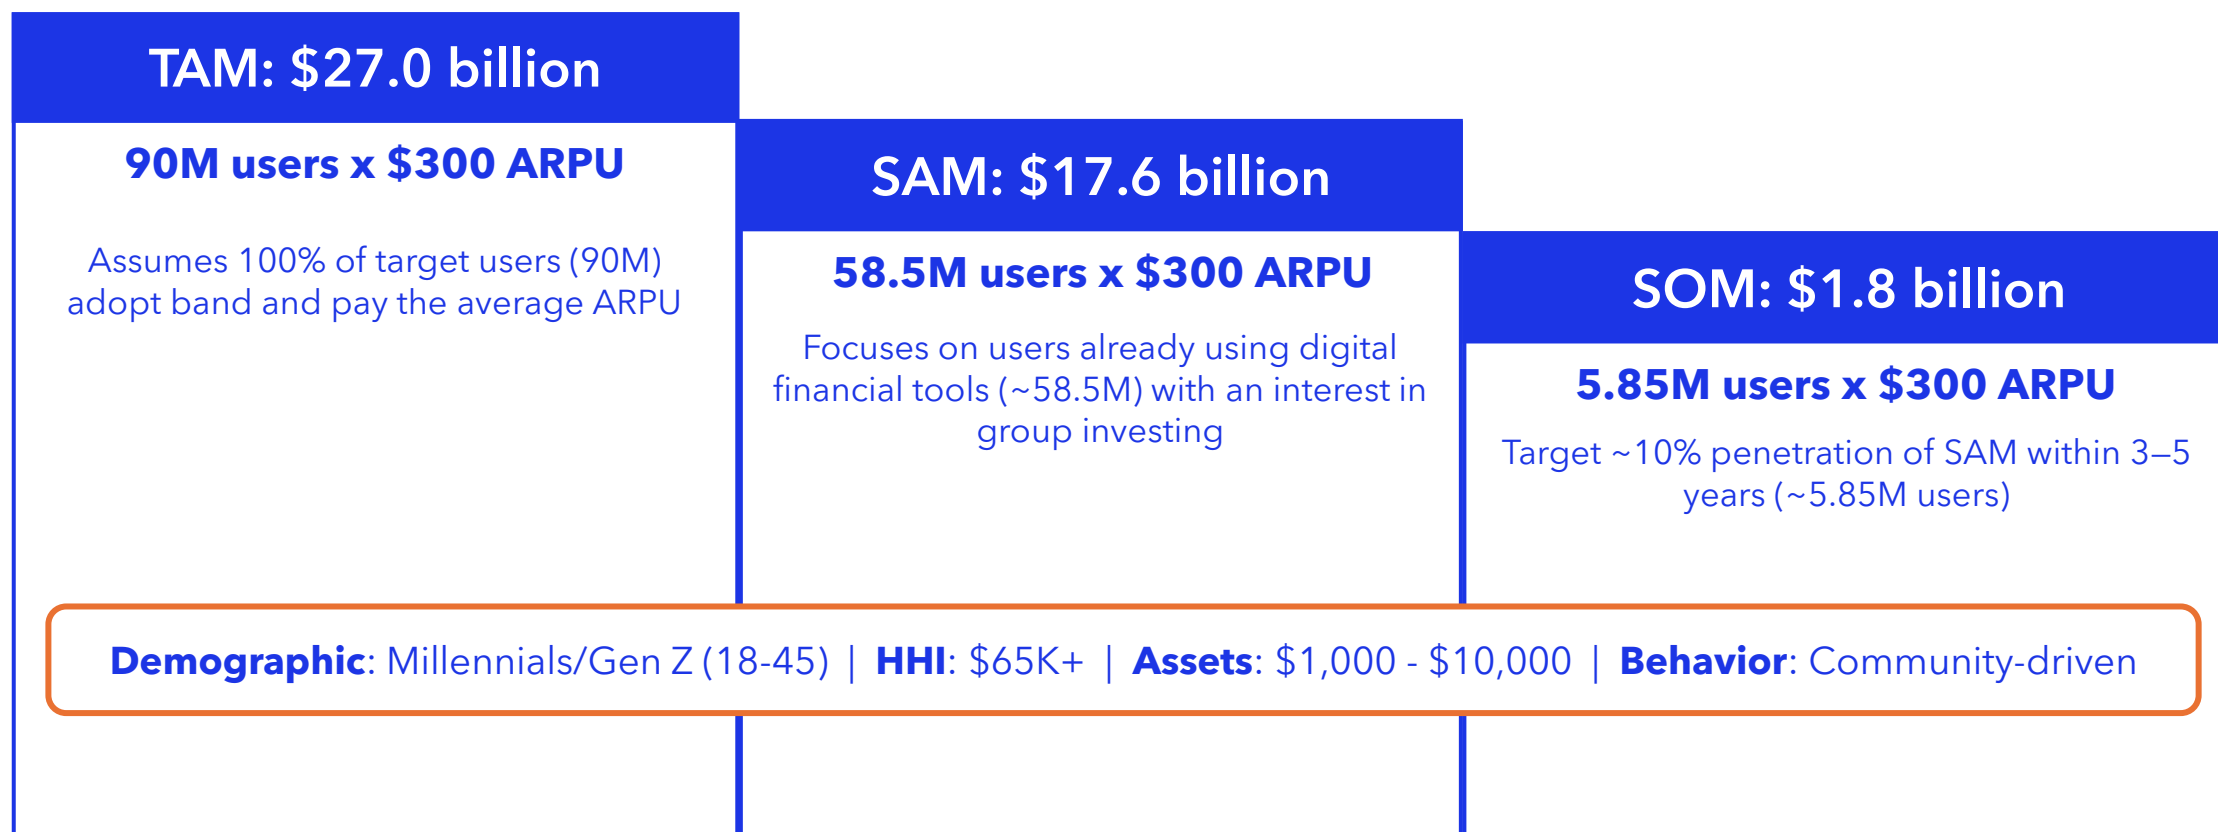 TAM: $27.0 billion
90M users x $300 ARPU
Assumes 100% of target users (90M)
adopt band and pay the average ARPU
SAM: $17.6 billion
58.5M users x $300 ARPU
Focuses on users already using digital
financial tools (~58.5M) with an interest in
group investing
SOM: $1.8 billion
5.85M users x $300 ARPU
Target ~10% penetration of SAM within 3–5
years (~5.85M users)
Demographic: Millennials/Gen Z (18-45) | HHI: $65K+ | Assets: $1,000 - $10,000 | Behavior: Community-driven